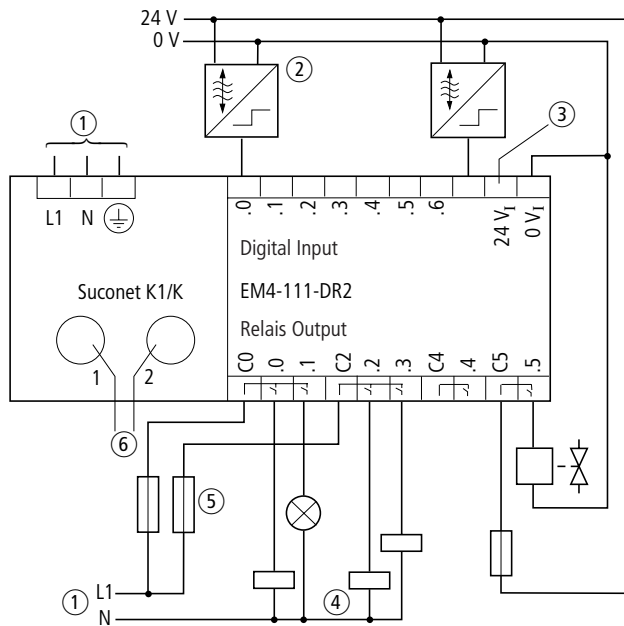 24 V
0 V
②
①
③
L1 N
.0 .1 .2 .3 .4 .5 .6 24 VI 0 VI
Digital Input
EM4-111-DR2
Relais Output
Suconet K1/K
1 2
C0 .0 .1 C2 .2 .3 C4 .4 C5 .5
⑥
⑤
① L1
④
N